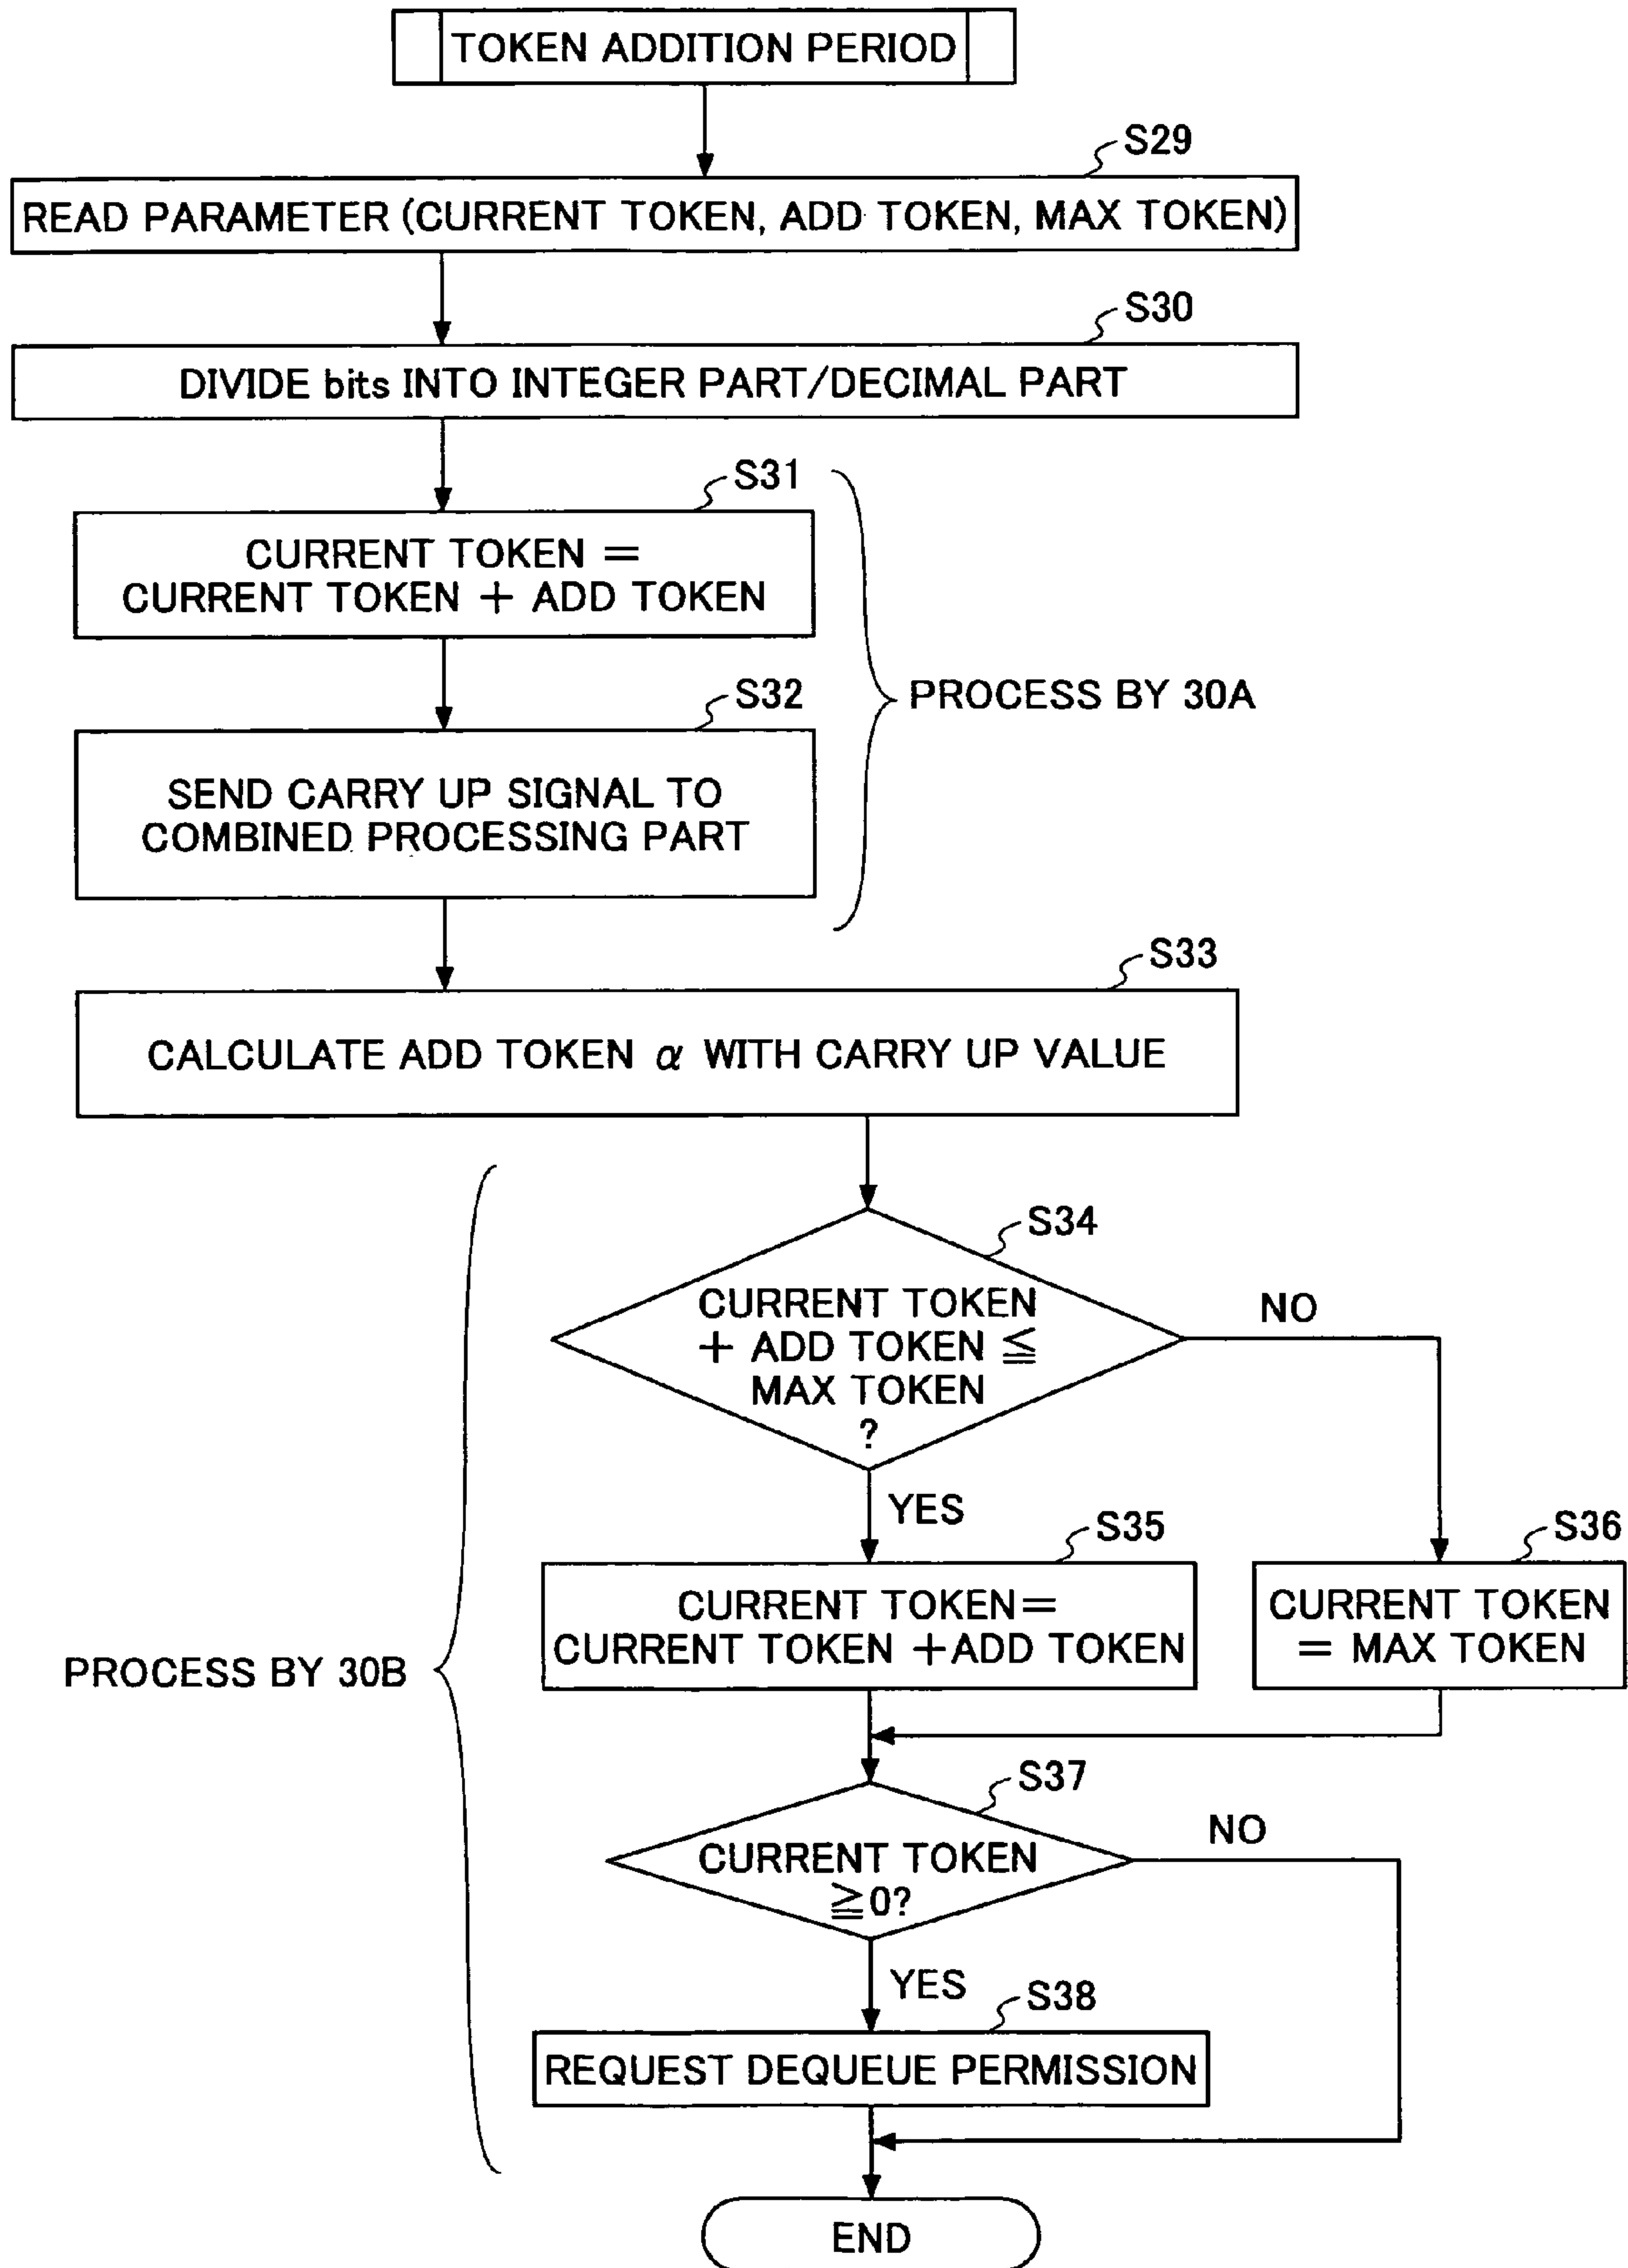 TOKEN ADDITION PERIOD
S29
READ PARAMETER (CURRENT TOKEN, ADD TOKEN, MAX TOKEN)
S30
DIVIDE bits INTO INTEGER PART/DECIMAL PART
S31
CURRENT TOKEN =
CURRENT TOKEN + ADD TOKEN
S32
SEND CARRY UP SIGNAL TO
COMBINED PROCESSING PART
PROCESS BY 30A
S33
CALCULATE ADD TOKEN α WITH CARRY UP VALUE
S34
CURRENT TOKEN
+ ADD TOKEN ≦
MAX TOKEN
?
NO
YES
S35
CURRENT TOKEN=
CURRENT TOKEN +ADD TOKEN
S36
CURRENT TOKEN
= MAX TOKEN
PROCESS BY 30B
S37
CURRENT TOKEN
≧0?
NO
YES
S38
REQUEST DEQUEUE PERMISSION
END